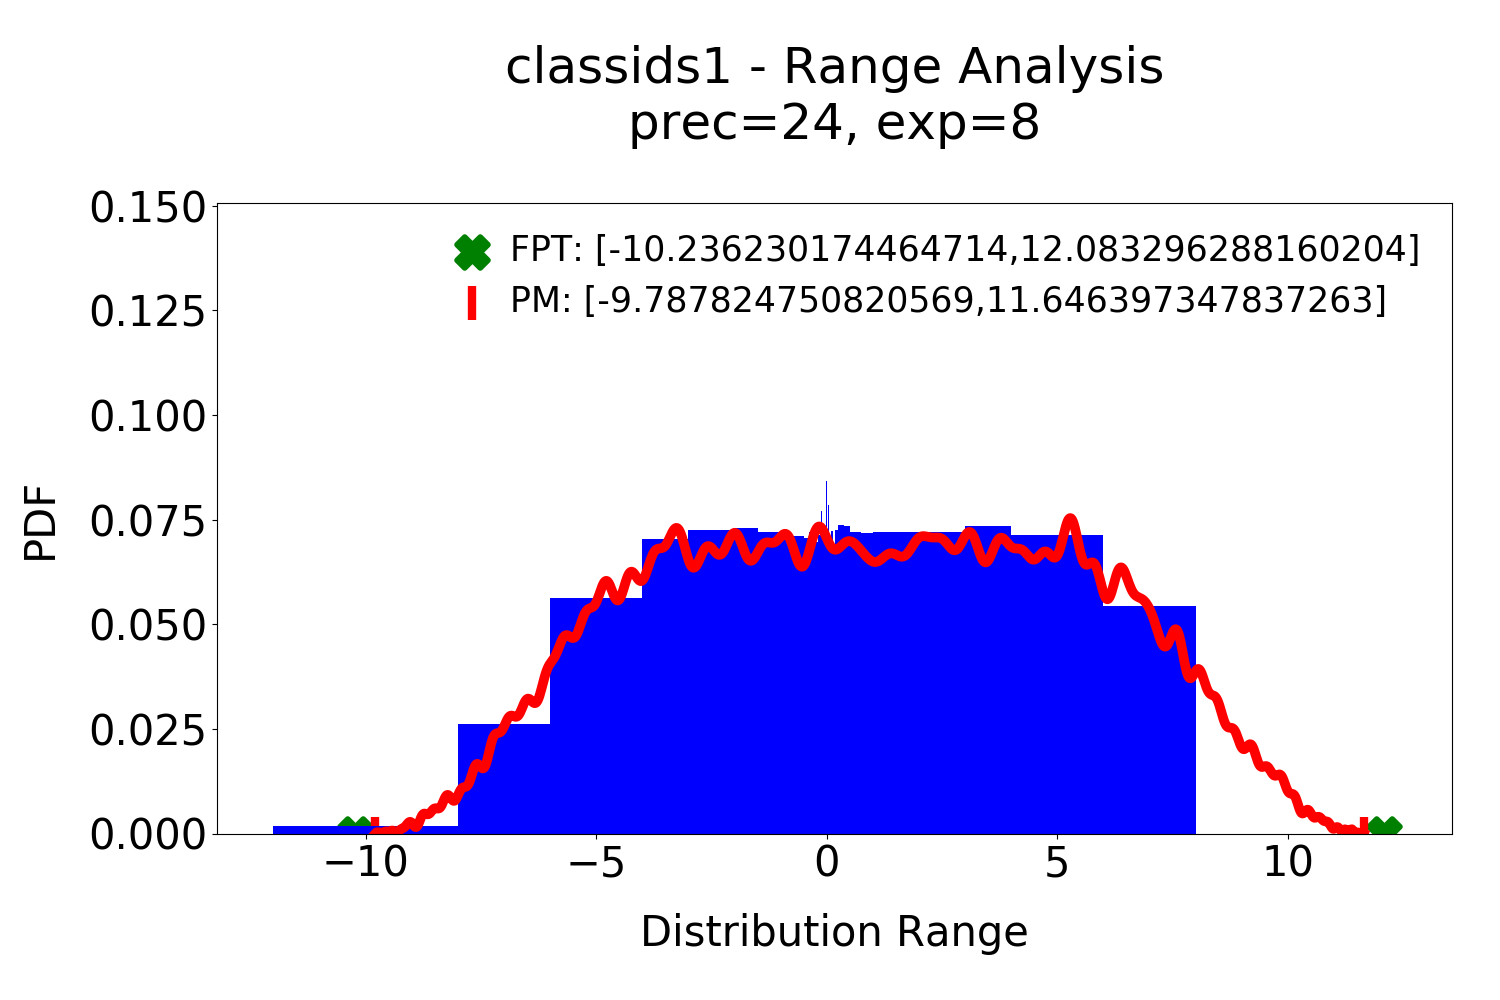 classids1 - Range Analysis
prec=24, exp=8
0.150
FPT: [-10.236230174464714,12.083296288160204]
PM: [-9.787824750820569,11.646397347837263]
0.125
0.100
0.075
0.050
0.025
0.000
PDF
−10 −5 0 5 10
Distribution Range